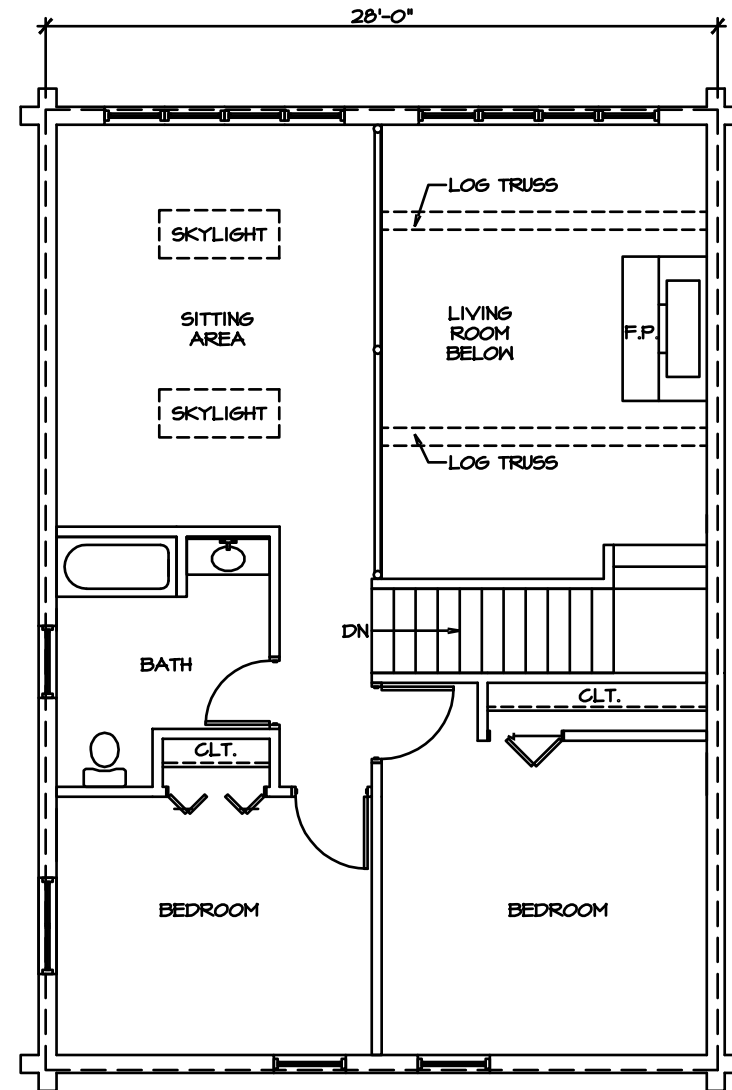 28'-0"
LOG TRUSS
SKYLIGHT
SITTING
AREA
LIVING
ROOM
BELOW
F.P.
SKYLIGHT
LOG TRUSS
DN
BATH
CLT.
CLT.
BEDROOM
BEDROOM